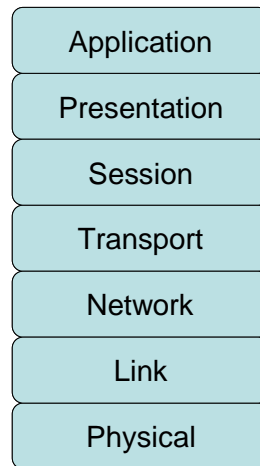 Application
Presentation
Session
Transport
Network
Link
Physical